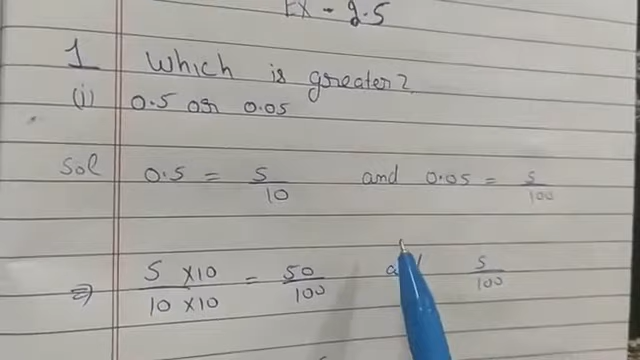 Ex - 2.5
1 Which is greater?
(i) 0.5 or 0.05
Sol 0.5 = 5/10 and 0.05 = 5/100
⇒ 5 ×10/10 ×10 = 50/100 and 5/100